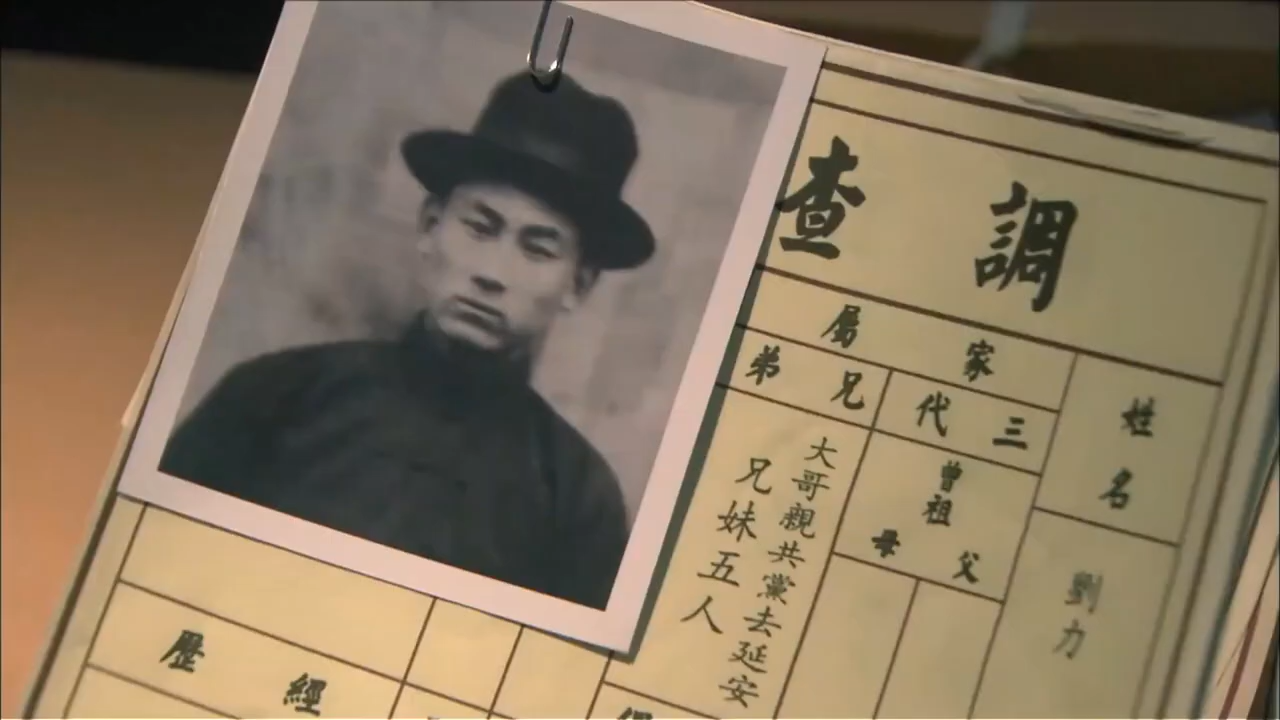 調查
姓名
劉力
家屬
三代
曾祖
父母
兄弟
大哥親共黨去延安
兄妹五人
經歷